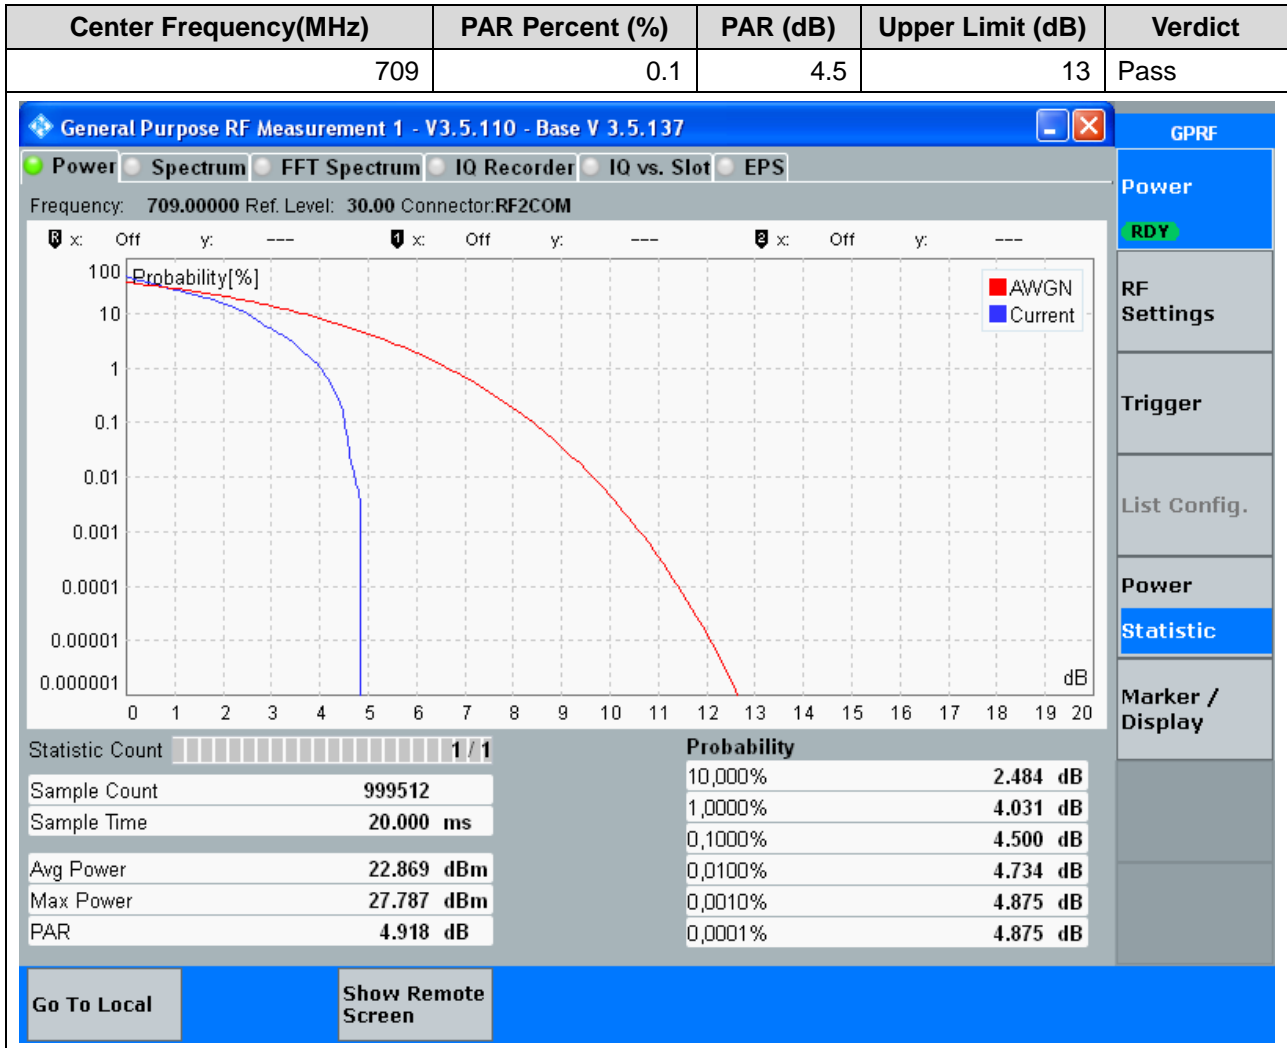 Center Frequency(MHz) PAR Percent (%) PAR (dB) Upper Limit (dB) Verdict
709 0.1 4.5 13 Pass
General Purpose RF Measurement 1 - V3.5.110 - Base V 3.5.137
GPRF
Power Spectrum FFT Spectrum IQ Recorder IQ vs. Slot EPS
Frequency: 709.00000 Ref. Level: 30.00 Connector:RF2COM
R x: Off y: --- 1 x: Off y: --- 2 x: Off y: ---
Probability[%]
AWGN
Current
100
10
1
0.1
0.01
0.001
0.0001
0.00001
0.000001
dB
0 1 2 3 4 5 6 7 8 9 10 11 12 13 14 15 16 17 18 19 20
Statistic Count 1 / 1
Sample Count 999512
Sample Time 20.000 ms
Avg Power 22.869 dBm
Max Power 27.787 dBm
PAR 4.918 dB
Probability
10,000% 2.484 dB
1,0000% 4.031 dB
0,1000% 4.500 dB
0,0100% 4.734 dB
0,0010% 4.875 dB
0,0001% 4.875 dB
Power
RDY
RF
Settings
Trigger
List Config.
Power
Statistic
Marker /
Display
Go To Local
Show Remote
Screen